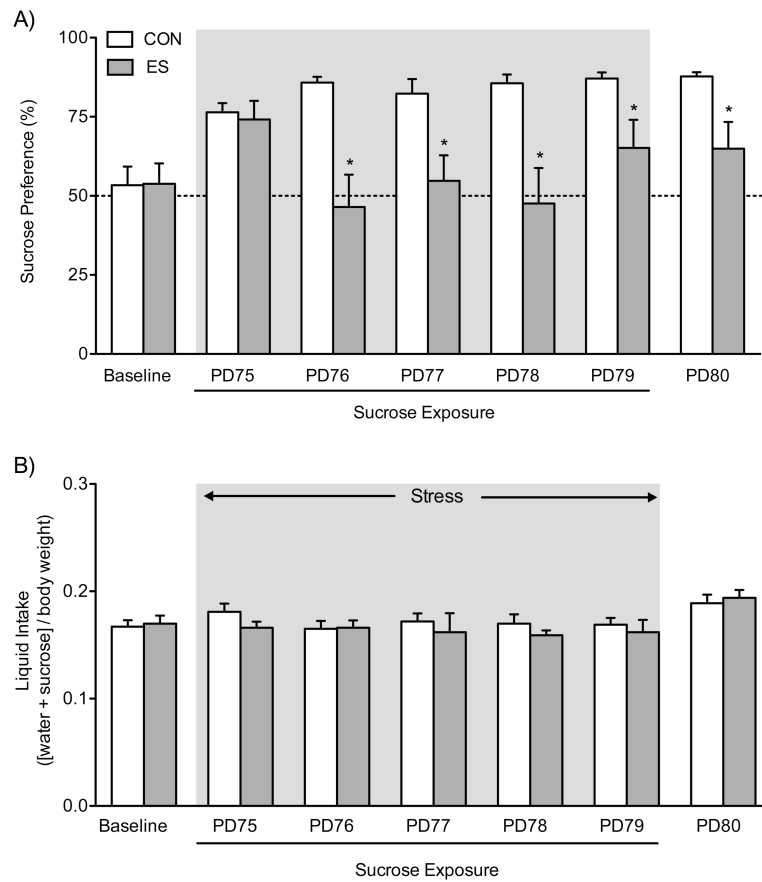 A)
100
75
50
25
0
Sucrose Preference (%)
CON
ES
*
*
*
*
*
Baseline PD75 PD76 PD77 PD78 PD79 PD80
Sucrose Exposure
B)
0.3
0.2
0.1
0.0
Liquid Intake
([water + sucrose] / body weight)
Stress
Baseline PD75 PD76 PD77 PD78 PD79 PD80
Sucrose Exposure